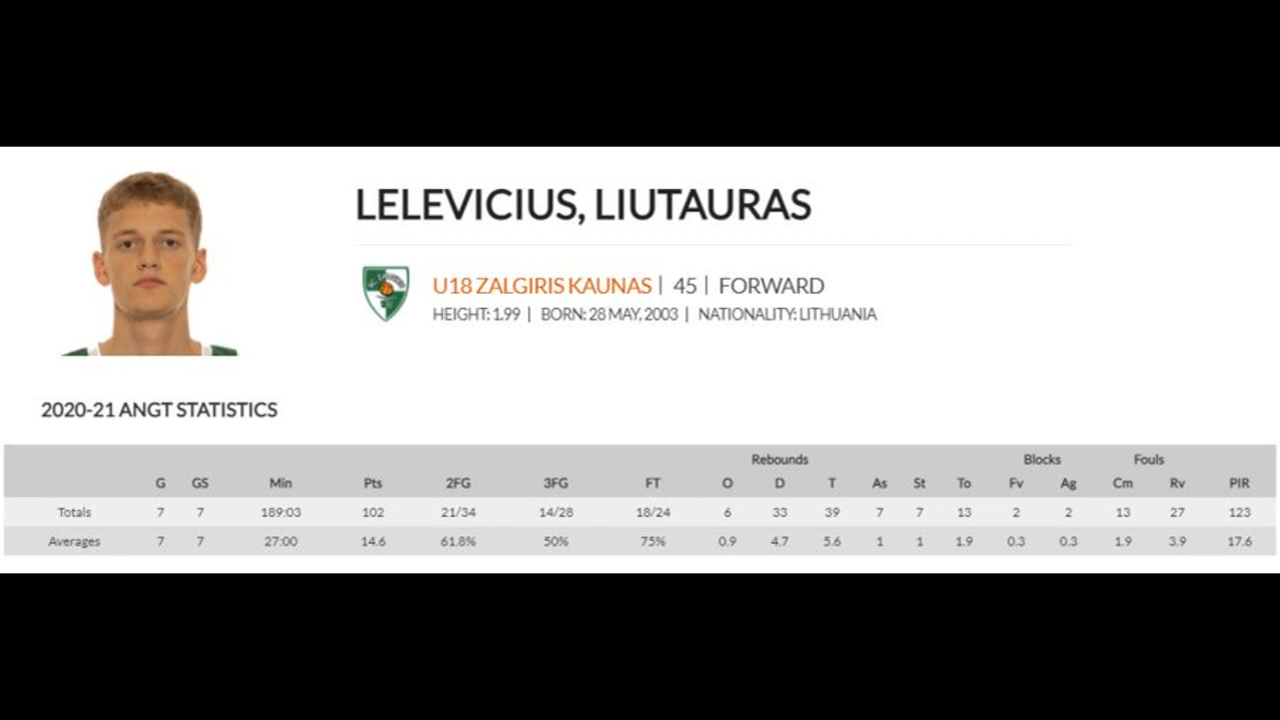 LELEVICIUS, LIUTAURAS
U18 ZALGIRIS KAUNAS | 45 | FORWARD
HEIGHT: 1.99 | BORN: 28 MAY, 2003 | NATIONALITY: LITHUANIA
2020-21 ANGT STATISTICS
Rebounds Blocks Fouls
G GS Min Pts 2FG 3FG FT O D T As St To Fv Ag Cm Rv PIR
Totals 7 7 189:03 102 21/34 14/28 18/24 6 33 39 7 7 13 2 2 13 27 123
Averages 7 7 27:00 14.6 61.8% 50% 75% 0.9 4.7 5.6 1 1 1.9 0.3 0.3 1.9 3.9 17.6